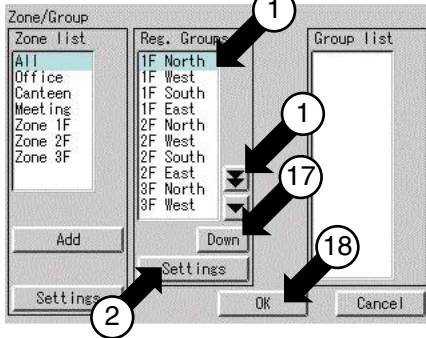 Zone/Group
Zone list
All
Office
Canteen
Meeting
Zone 1F
Zone 2F
Zone 3F
Add
Settings
Reg. Groups
1F North
1F West
1F South
1F East
2F North
2F West
2F South
2F East
3F North
3F West
Down
Settings
Group list
OK
Cancel
1
1
17
18
2